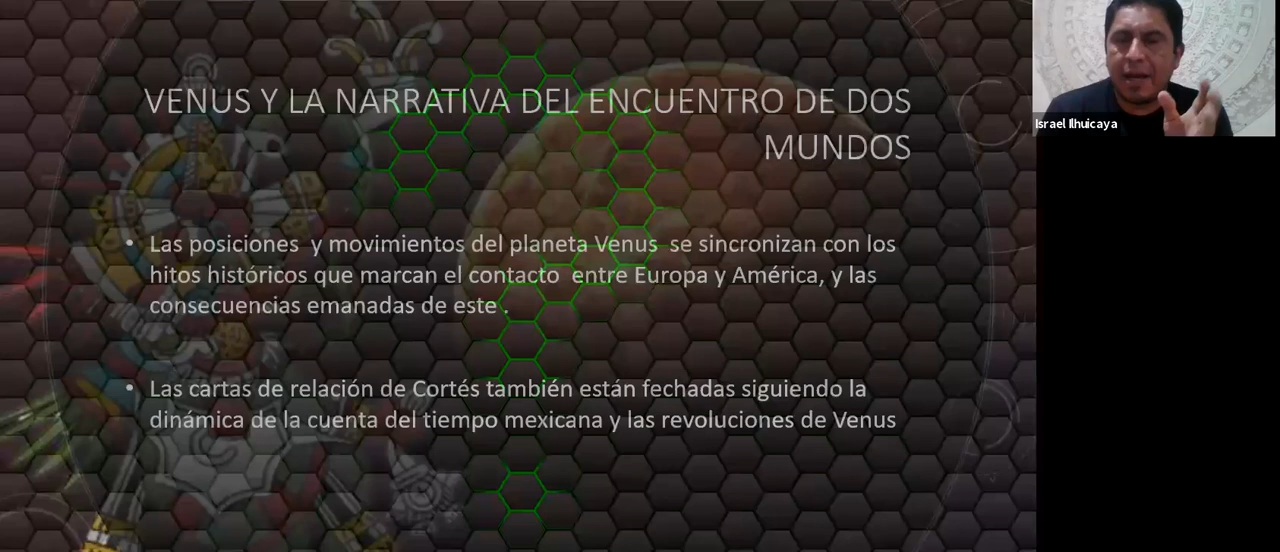 VENUS Y LA NARRATIVA DEL ENCUENTRO DE DOS
MUNDOS
• Las posiciones y movimientos del planeta Venus se sincronizan con los
hitos históricos que marcan el contacto entre Europa y América, y las
consecuencias emanadas de este .
• Las cartas de relación de Cortés también están fechadas siguiendo la
dinámica de la cuenta del tiempo mexicana y las revoluciones de Venus
Israel Ilhuicaya